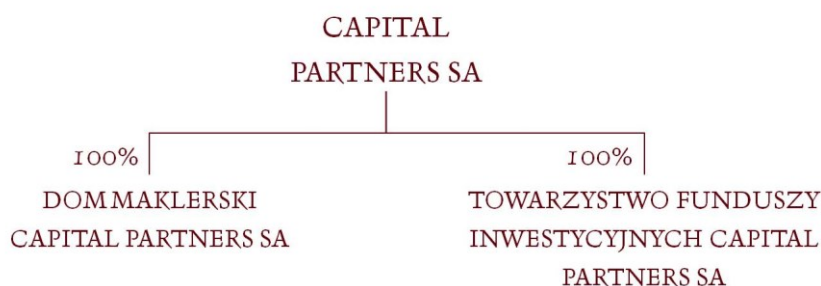 CAPITAL
PARTNERS SA
100%
100%
DOM MAKLERSKI
CAPITAL PARTNERS SA
TOWARZYSTWO FUNDUSZY
INWESTYCYJNYCH CAPITAL
PARTNERS SA